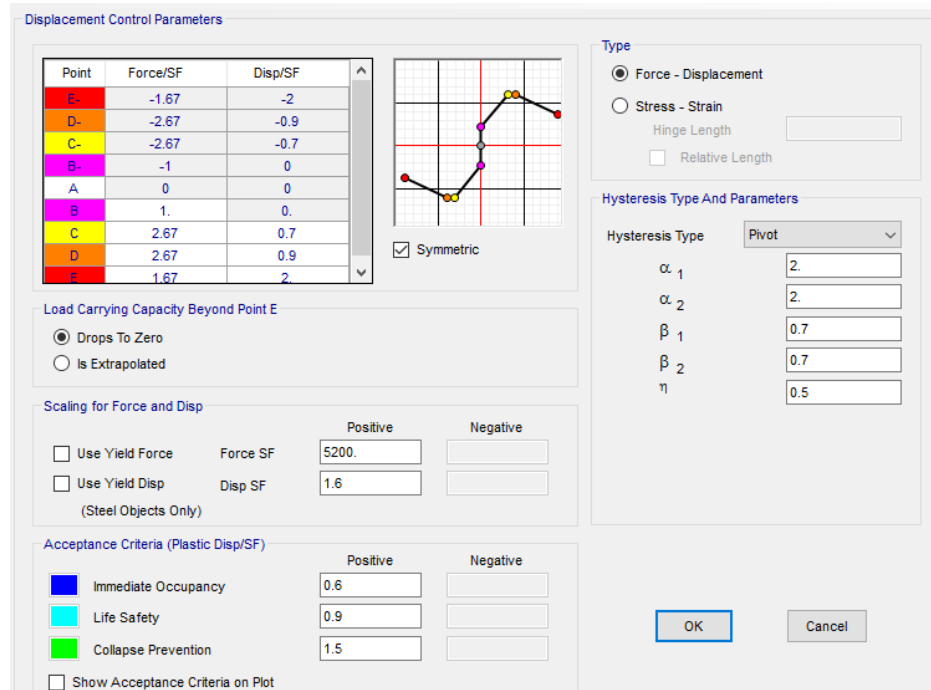 Displacement Control Parameters
Point Force/SF Disp/SF
E- -1.67 -2
D- -2.67 -0.9
C- -2.67 -0.7
B- -1 0
A 0 0
B 1. 0.
C 2.67 0.7
D 2.67 0.9
E 1.67 2.
Symmetric
Load Carrying Capacity Beyond Point E
Drops To Zero
Is Extrapolated
Scaling for Force and Disp
Positive Negative
Use Yield Force Force SF 5200.
Use Yield Disp Disp SF 1.6
(Steel Objects Only)
Acceptance Criteria (Plastic Disp/SF)
Positive Negative
Immediate Occupancy 0.6
Life Safety 0.9
Collapse Prevention 1.5
Show Acceptance Criteria on Plot
Type
Force - Displacement
Stress - Strain
Hinge Length
Relative Length
Hysteresis Type And Parameters
Hysteresis Type Pivot
α 1 2.
α 2 2.
β 1 0.7
β 2 0.7
η 0.5
OK Cancel